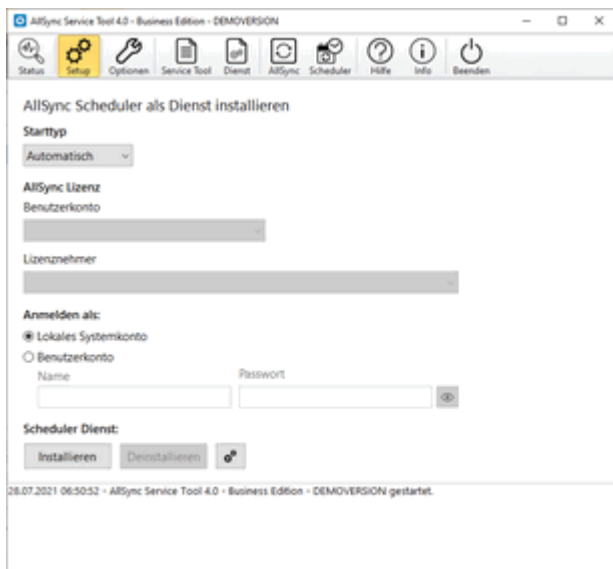 AllSync Service Tool 4.0 - Business Edition - DEMOVERSION
Status Setup Optionen Service Tool Dienst AllSync Scheduler Hilfe Info Beenden
AllSync Scheduler als Dienst installieren
Starttyp
Automatisch
AllSync Lizenz
Benutzerkonto
Lizenznehmer
Anmelden als:
Lokales Systemkonto
Benutzerkonto
Name Passwort
Scheduler Dienst:
Installieren Deinstallieren
28.07.2021 06:50:52 - AllSync Service Tool 4.0 - Business Edition - DEMOVERSION gestartet.